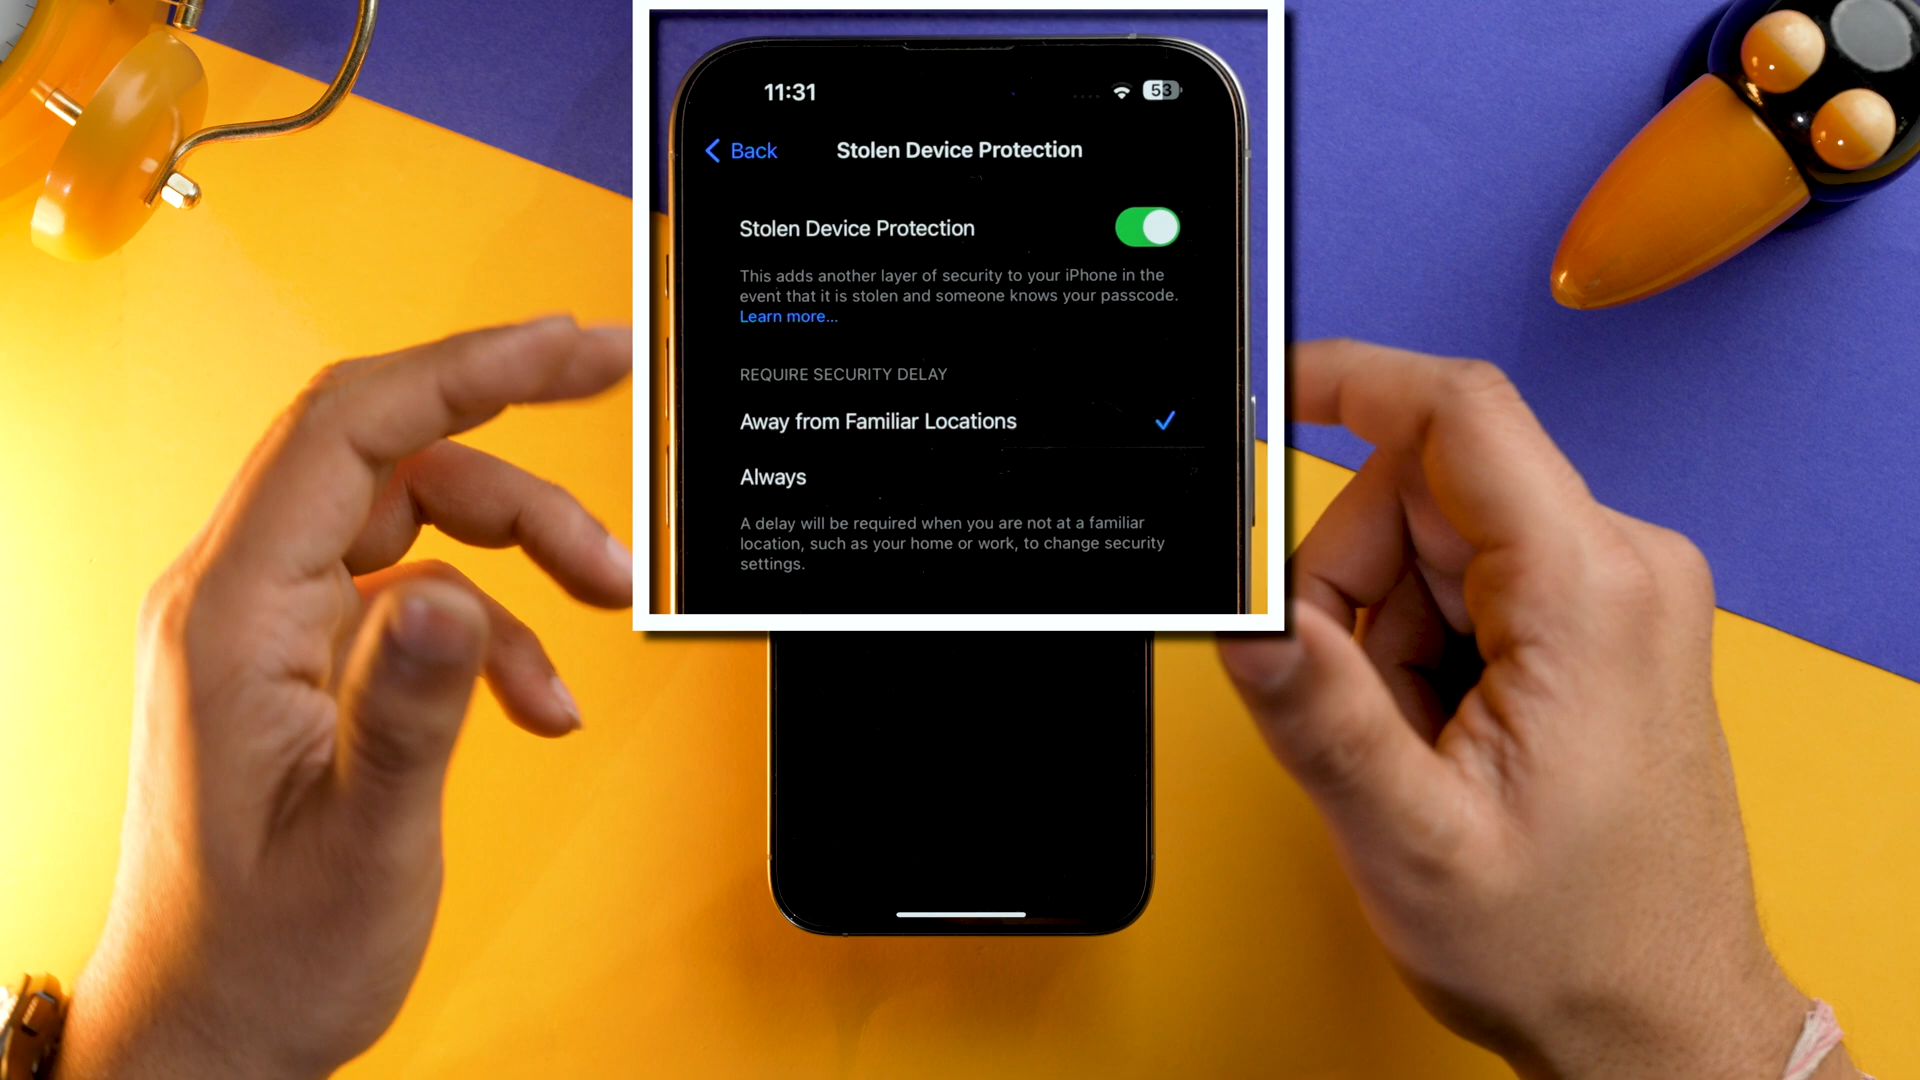 11:31
53
Back
Stolen Device Protection
Stolen Device Protection
This adds another layer of security to your iPhone in the
event that it is stolen and someone knows your passcode.
Learn more...
REQUIRE SECURITY DELAY
Away from Familiar Locations
Always
A delay will be required when you are not at a familiar
location, such as your home or work, to change security
settings.